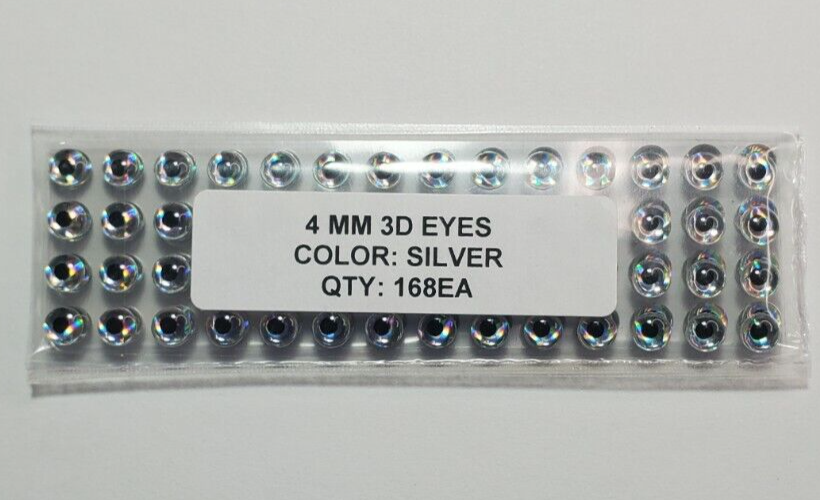 4 MM 3D EYES
COLOR: SILVER
QTY: 168EA